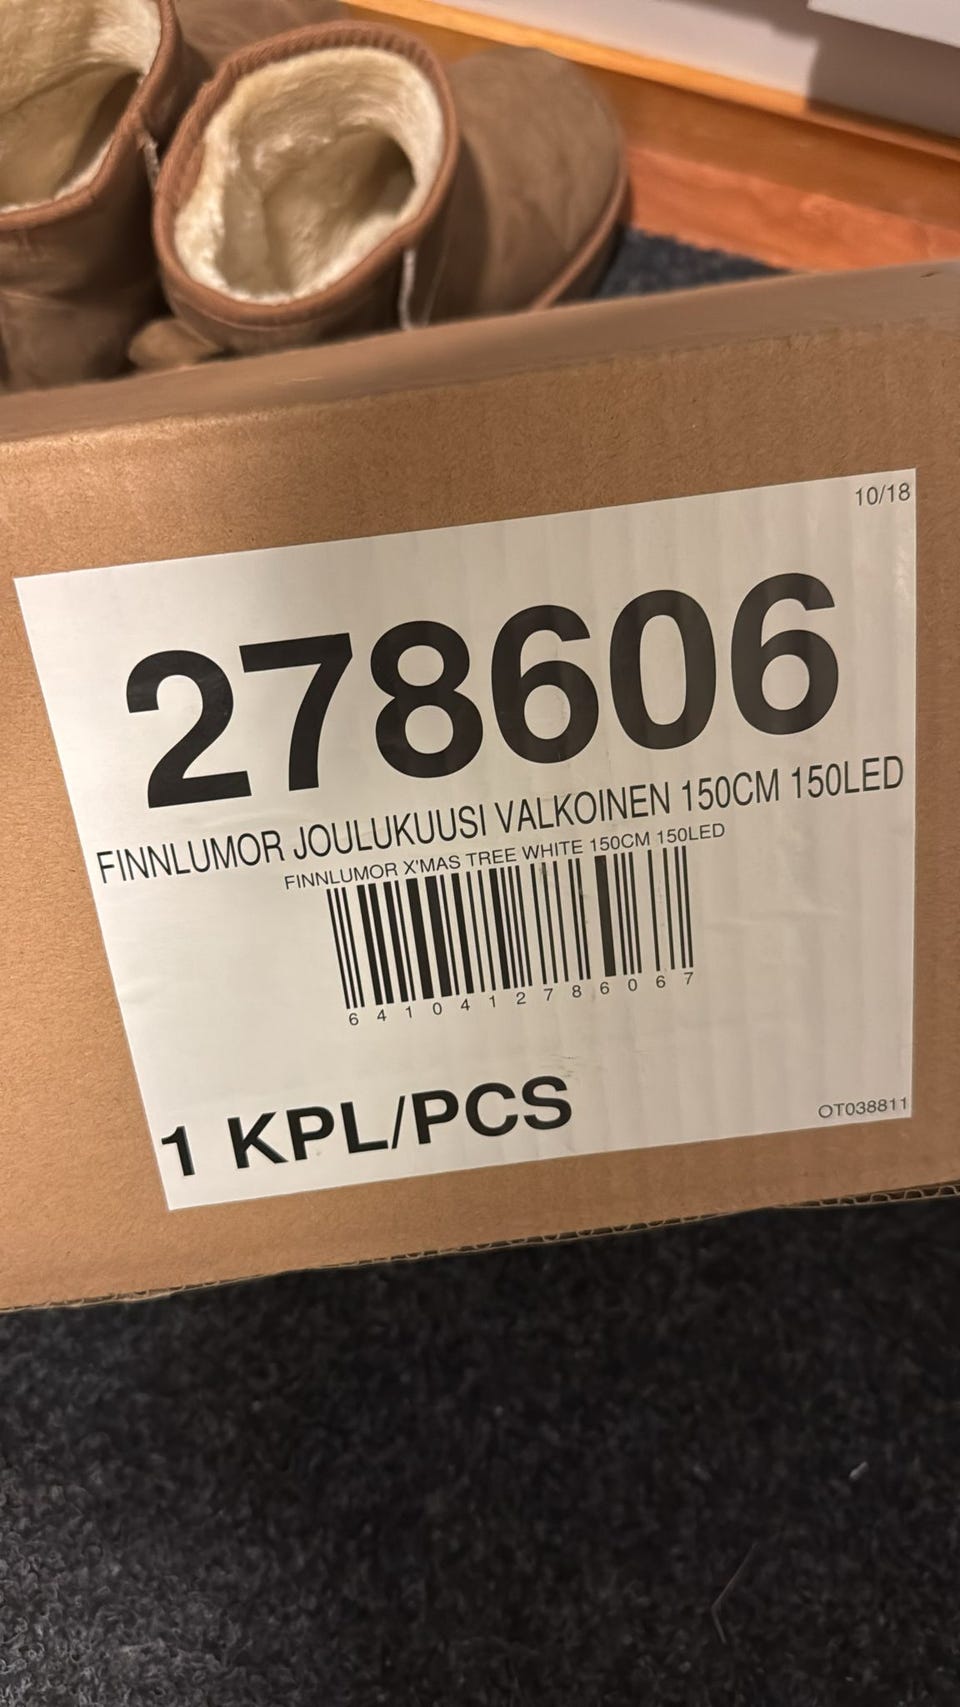 10/18
278606
FINNLUMOR JOULUKUUSI VALKOINEN 150CM 150LED
FINNLUMOR X'MAS TREE WHITE 150CM 150LED
6410412786067
1 KPL/PCS
OT038811